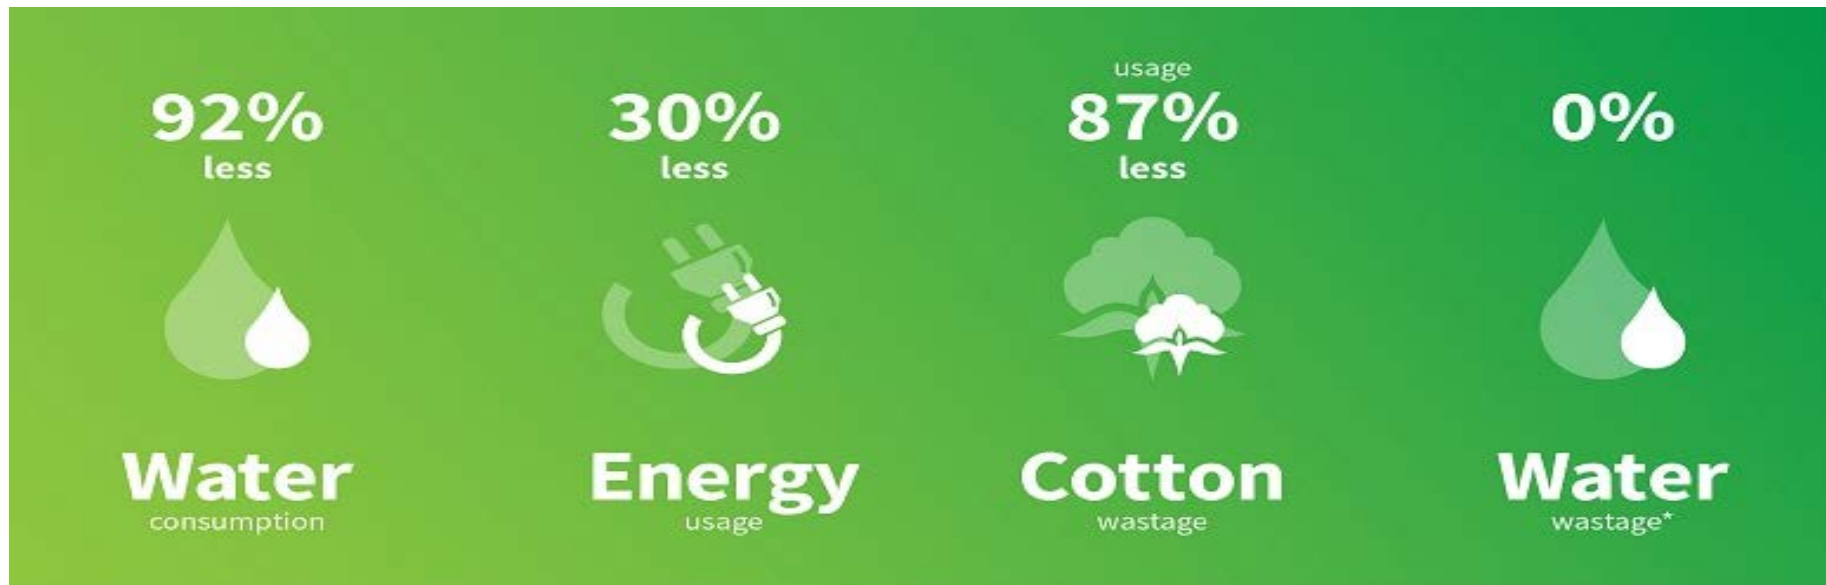 92%
less
Water
consumption
30%
less
Energy
usage
usage
87%
less
Cotton
wastage
0%
Water
wastage*